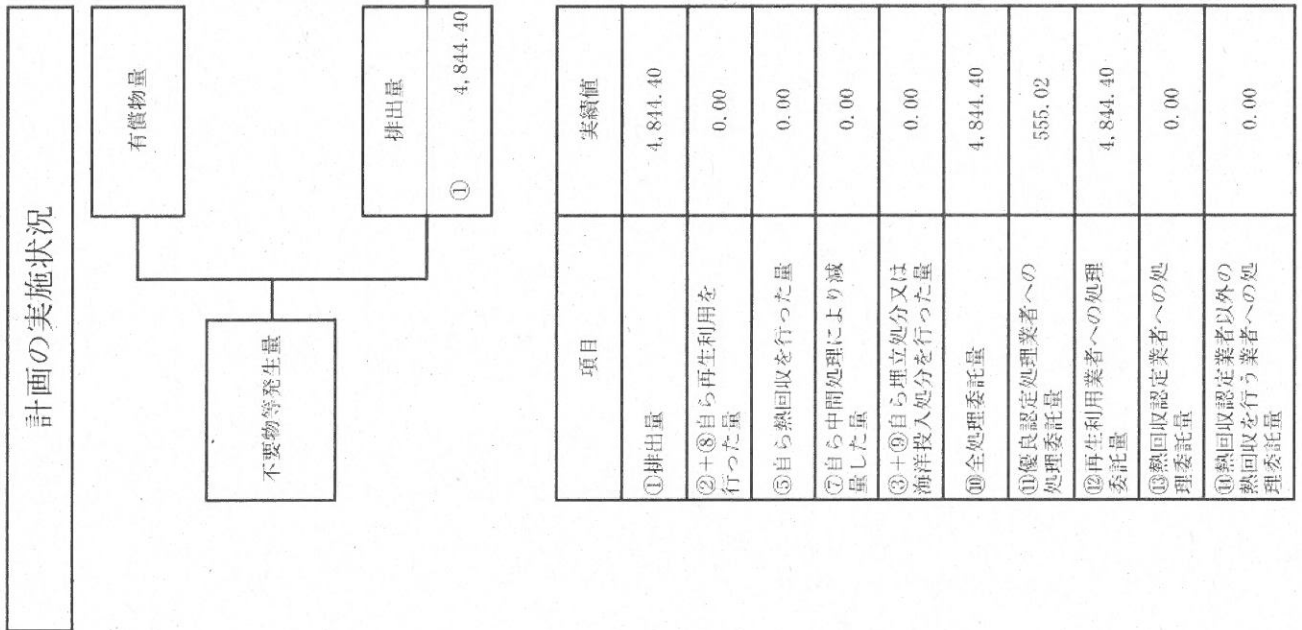 計画の実施状況
不要物等発生量
有償物量
排出量
① 4,844.40
項目 実績値
①排出量 4,844.40
②+⑧自ら再生利用を
行った量 0.00
⑤自ら熱回収を行った量 0.00
⑦自ら中間処理により減
量した量 0.00
③+⑨自ら埋立処分又は
海洋投入処分を行った量 0.00
⑩全処理委託量 4,844.40
⑪優良認定処理業者への
処理委託量 555.02
⑫再生利用業者への処理
委託量 4,844.40
⑬熱回収認定業者への処
理委託量 0.00
⑭熱回収認定業者以外の
熱回収を行う業者への処
理委託量 0.00